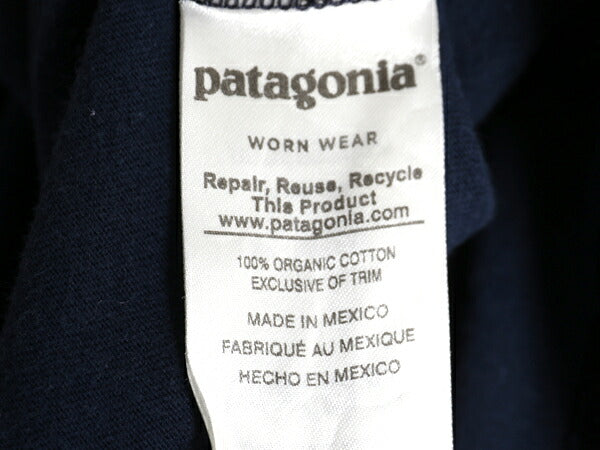 patagonia®
WORN WEAR
Repair, Reuse, Recycle
This Product
www.patagonia.com
100% ORGANIC COTTON
EXCLUSIVE OF TRIM
MADE IN MEXICO
FABRIQUÉ AU MEXIQUE
HECHO EN MEXICO